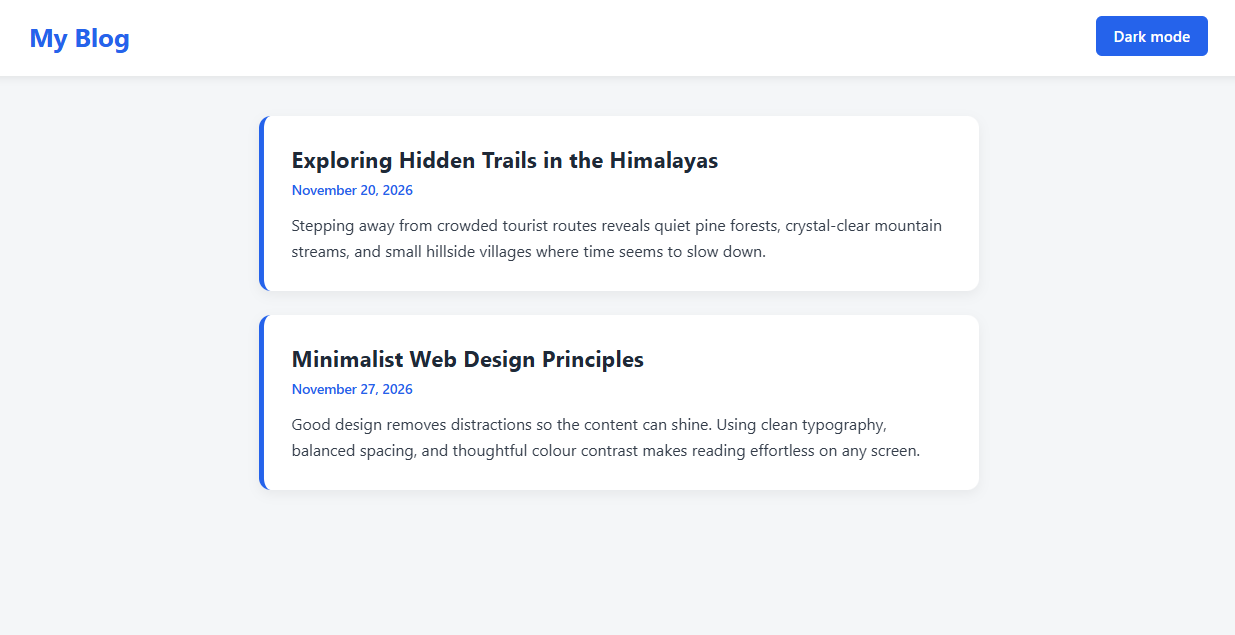 My Blog
Dark mode
Exploring Hidden Trails in the Himalayas
November 20, 2026
Stepping away from crowded tourist routes reveals quiet pine forests, crystal-clear mountain
streams, and small hillside villages where time seems to slow down.
Minimalist Web Design Principles
November 27, 2026
Good design removes distractions so the content can shine. Using clean typography,
balanced spacing, and thoughtful colour contrast makes reading effortless on any screen.